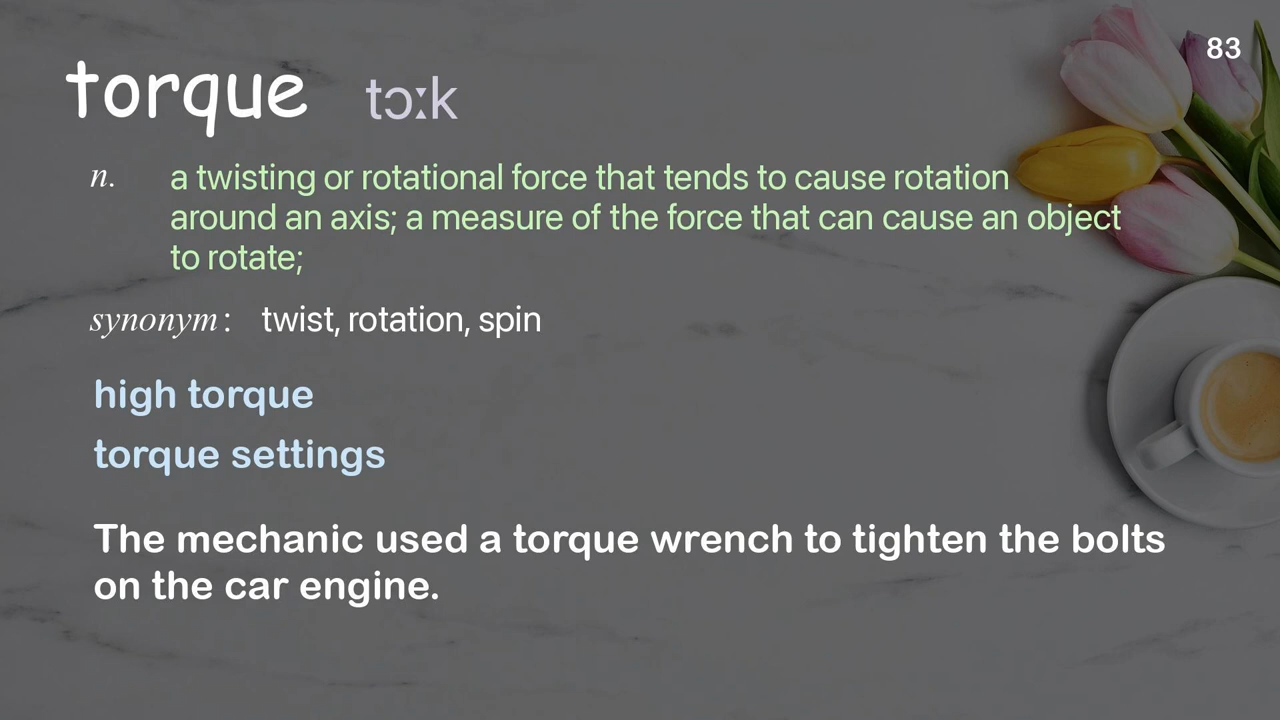 83
torque tɔːk
n. a twisting or rotational force that tends to cause rotation
around an axis; a measure of the force that can cause an object
to rotate;
synonym: twist, rotation, spin
high torque
torque settings
The mechanic used a torque wrench to tighten the bolts
on the car engine.